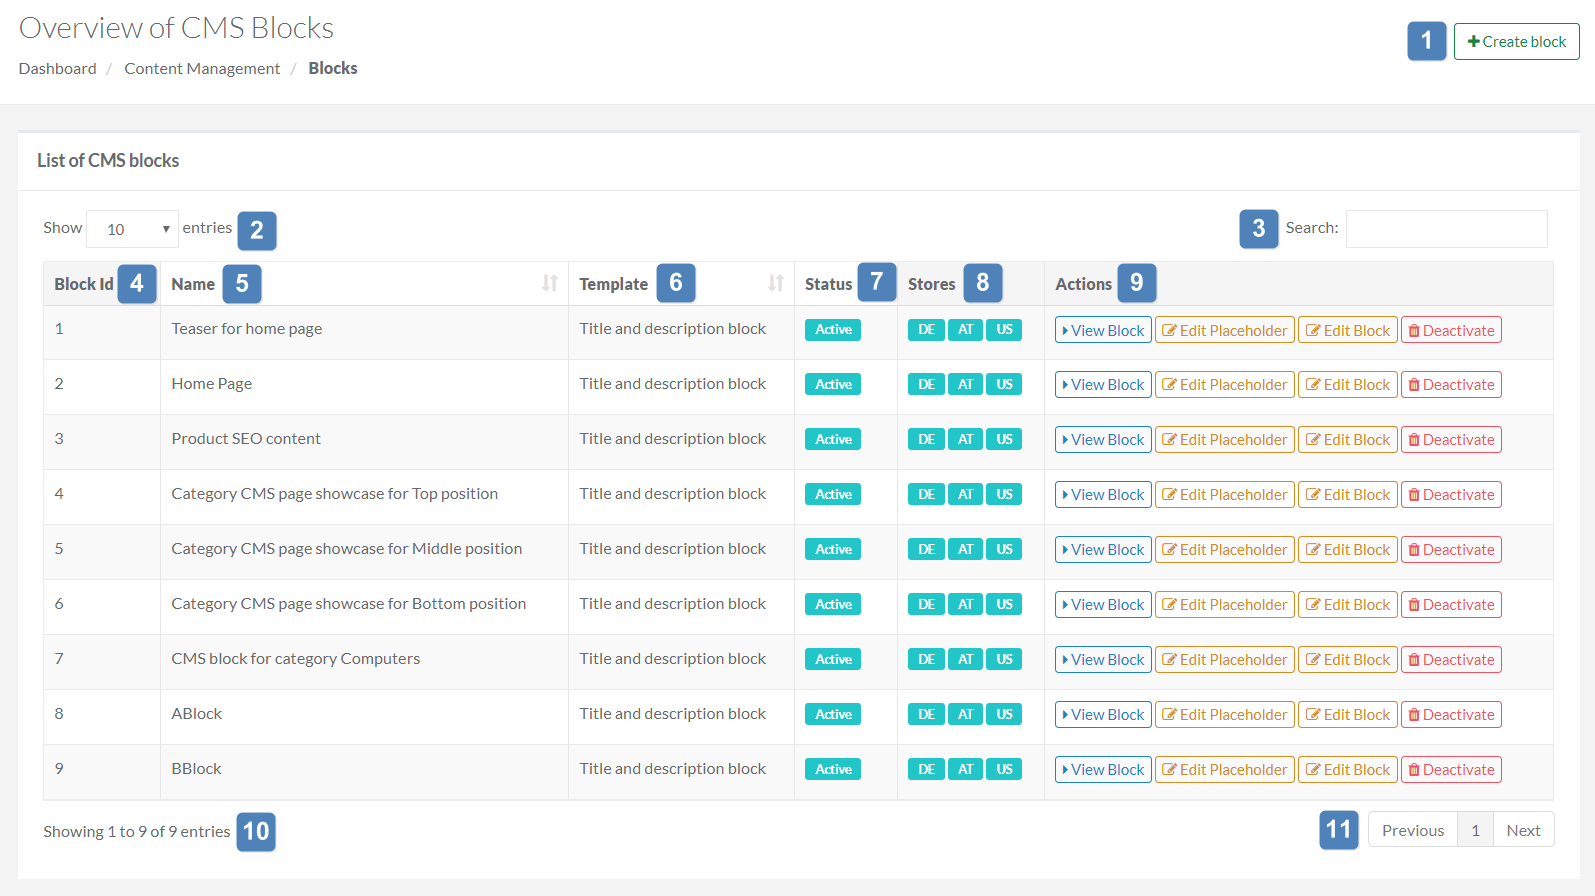 Overview of CMS Blocks
1 Create block
Dashboard / Content Management / Blocks
List of CMS blocks
Show 10 entries 2 3 Search:
Block Id 4 Name 5 Template 6 Status 7 Stores 8 Actions 9
1 Teaser for home page Title and description block Active DE AT US View Block Edit Placeholder Edit Block Deactivate
2 Home Page Title and description block Active DE AT US View Block Edit Placeholder Edit Block Deactivate
3 Product SEO content Title and description block Active DE AT US View Block Edit Placeholder Edit Block Deactivate
4 Category CMS page showcase for Top position Title and description block Active DE AT US View Block Edit Placeholder Edit Block Deactivate
5 Category CMS page showcase for Middle position Title and description block Active DE AT US View Block Edit Placeholder Edit Block Deactivate
6 Category CMS page showcase for Bottom position Title and description block Active DE AT US View Block Edit Placeholder Edit Block Deactivate
7 CMS block for category Computers Title and description block Active DE AT US View Block Edit Placeholder Edit Block Deactivate
8 ABlock Title and description block Active DE AT US View Block Edit Placeholder Edit Block Deactivate
9 BBlock Title and description block Active DE AT US View Block Edit Placeholder Edit Block Deactivate
Showing 1 to 9 of 9 entries 10 11 Previous 1 Next